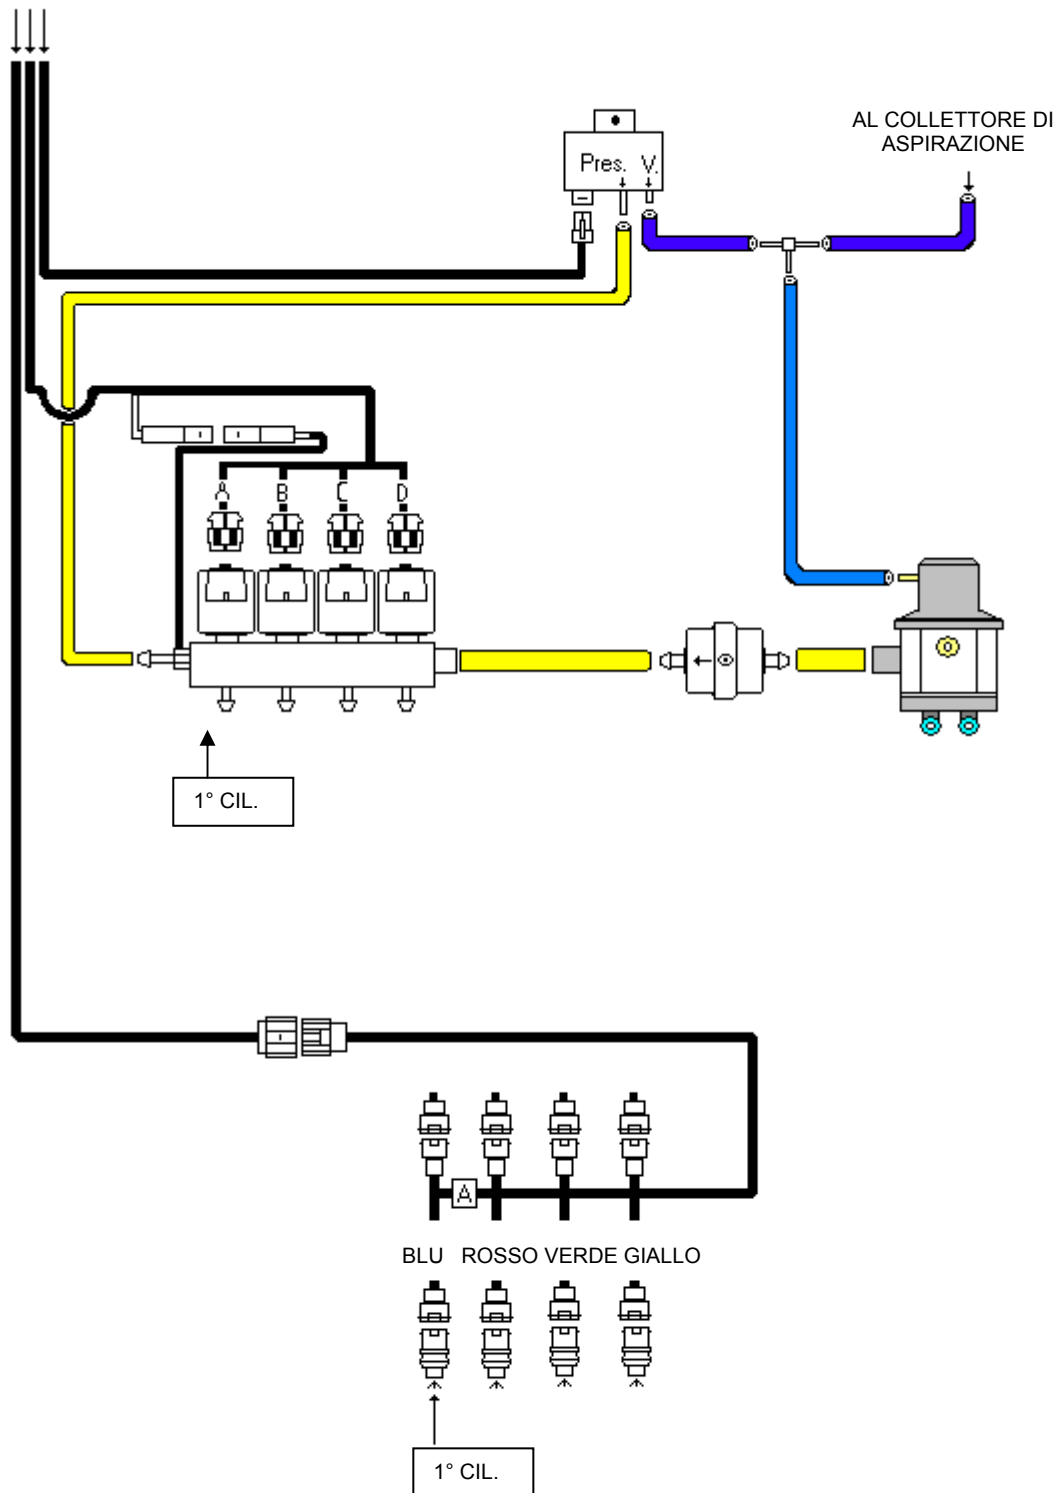 AL COLLETTORE DI
ASPIRAZIONE
Pres. V.
A B C D
1° CIL.
A
BLU ROSSO VERDE GIALLO
1° CIL.